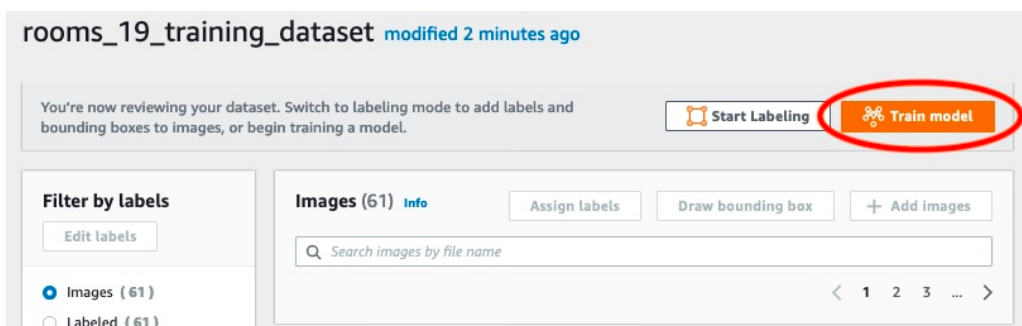 rooms_19_training_dataset modified 2 minutes ago
You're now reviewing your dataset. Switch to labeling mode to add labels and
bounding boxes to images, or begin training a model.
Start Labeling
Train model
Filter by labels
Edit labels
Images (61)
Labeled (61)
Images (61) Info
Assign labels
Draw bounding box
+ Add images
Search images by file name
< 1 2 3 ... >